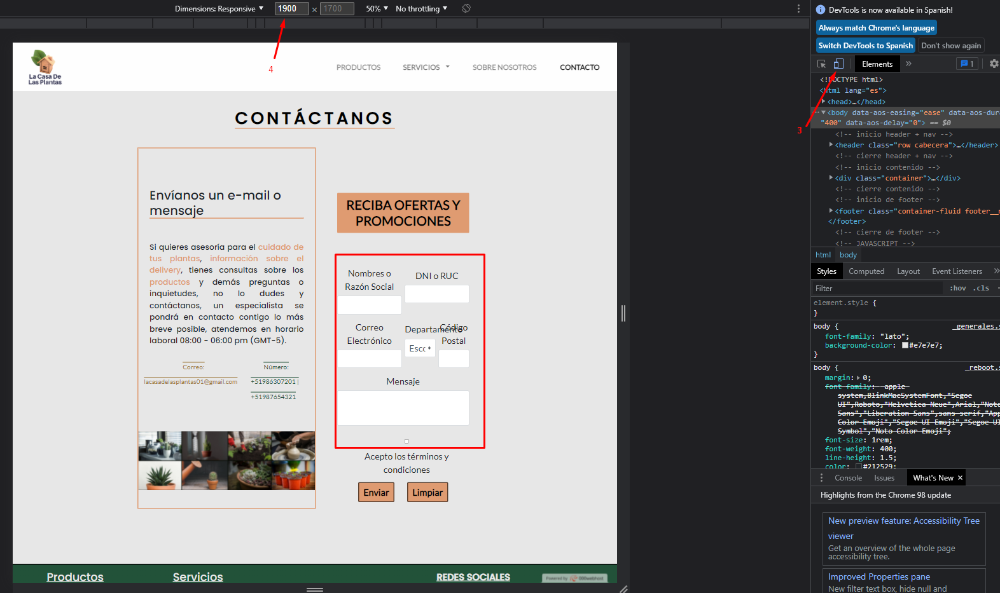 Dimensions: Responsive ▼ 1900 × 1700 50% ▼ No throttling ▼
4
La Casa De
Las Plantas
PRODUCTOS SERVICIOS SOBRE NOSOTROS CONTACTO
CONTÁCTANOS
Envíanos un e-mail o
mensaje
Si quieres asesoría para el cuidado de
tus plantas, información sobre el
delivery, tienes consultas sobre los
productos y demás preguntas o
inquietudes, no lo dudes y
contáctanos, un especialista se
pondrá en contacto contigo lo más
breve posible, atendemos en horario
laboral 08:00 - 06:00 pm (GMT-5).
Correo:
lacasadelasplantas01@gmail.com
Número:
+51986307201 |
+51987654321
RECIBA OFERTAS Y
PROMOCIONES
Nombres o
Razón Social
DNI o RUC
Correo
Electrónico
Departamento
Esco
Código
Postal
Mensaje
Acepto los términos y
condiciones
Enviar Limpiar
Productos Servicios REDES SOCIALES
Powered by 000webhost
DevTools is now available in Spanish!
Always match Chrome's language
Switch DevTools to Spanish Don't show again
Elements » 1
3
<!DOCTYPE html>
<html lang="es">
<head>…</head>
<body data-aos-easing="ease" data-aos-dur
"400" data-aos-delay="0"> == $0
<!-- inicio header + nav -->
<header class="row cabecera">…</header>
<!-- cierre header + nav -->
<!-- inicio contenido -->
<div class="container">…</div>
<!-- cierre contenido -->
<!-- inicio de footer -->
<footer class="container-fluid footer__
</footer>
<!-- cierre de footer -->
<!-- JAVASCRIPT -->
html body
Styles Computed Layout Event Listeners »
Filter :hov .cls
element.style {
}
body { _generales.s
font-family: "lato";
background-color: #e7e7e7;
}
body { _reboot.s
margin: 0;
font-family: -apple-
system,BlinkMacSystemFont,"Segoe
UI",Roboto,"Helvetica Neue",Arial,"Noto
Sans","Liberation Sans",sans-serif,"App
Color Emoji","Segoe UI Emoji","Segoe UI
Symbol","Noto Color Emoji";
font-size: 1rem;
font-weight: 400;
line-height: 1.5;
color: #212529;
Console Issues What's New ×
Highlights from the Chrome 98 update
New preview feature: Accessibility Tree
viewer
Get an overview of the whole page
accessibility tree.
Improved Properties pane
New filter text box, hide null and